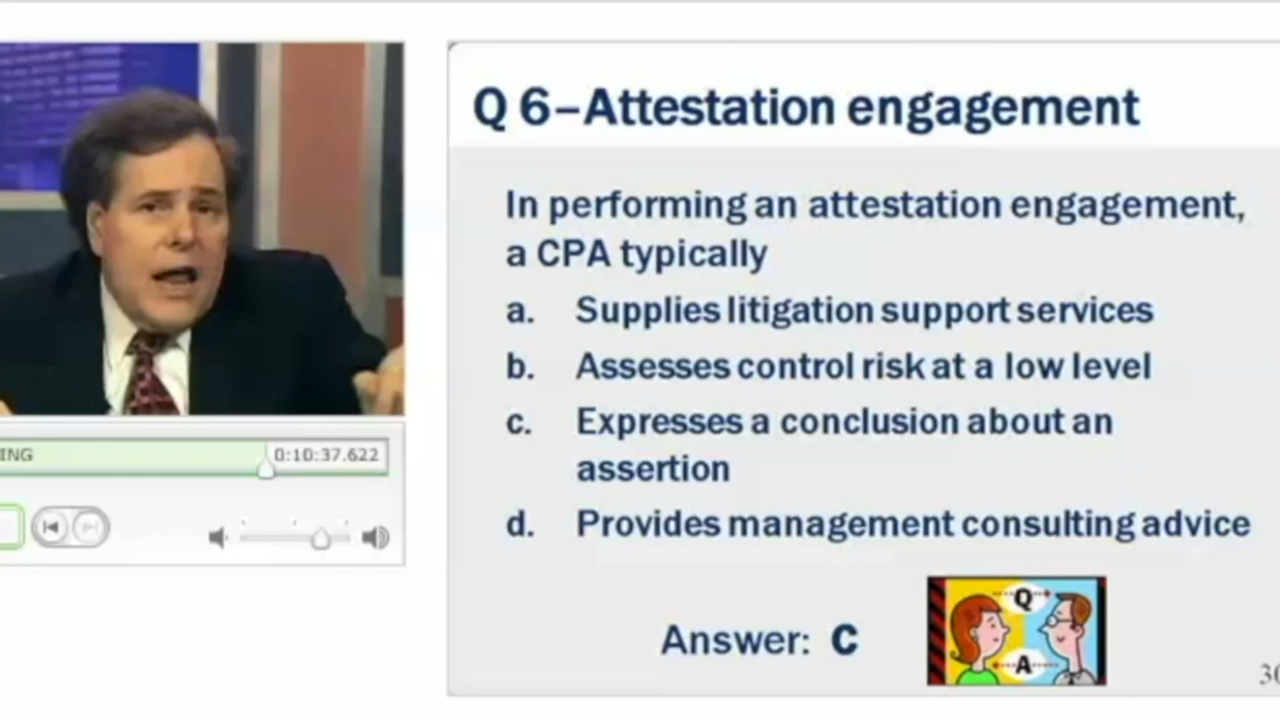 Q 6–Attestation engagement
In performing an attestation engagement,
a CPA typically
a. Supplies litigation support services
b. Assesses control risk at a low level
c. Expresses a conclusion about an
assertion
d. Provides management consulting advice
ING
0:10:37.622
Q
A
Answer: C
30